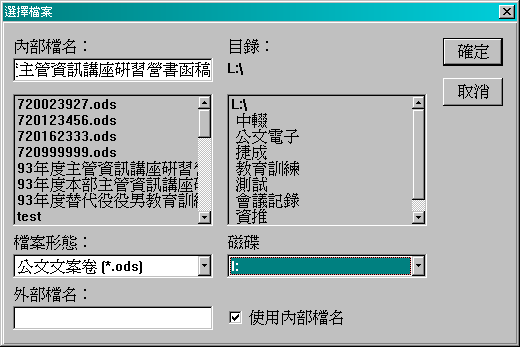 選擇檔案
內部檔名：
主管資訊講座研習營書函稿
720023927.ods
720123456.ods
720162333.ods
720999999.ods
93年度主管資訊講座研習
93年度本部主管資訊講座
93年度替代役役男教育訓
test
檔案形態：
公文文案卷 (*.ods)
外部檔名：
目錄：
L:\
L:\
中輟
公文電子
捷成
教育訓練
測試
會議記錄
資推
磁碟
l:
使用內部檔名
確定
取消